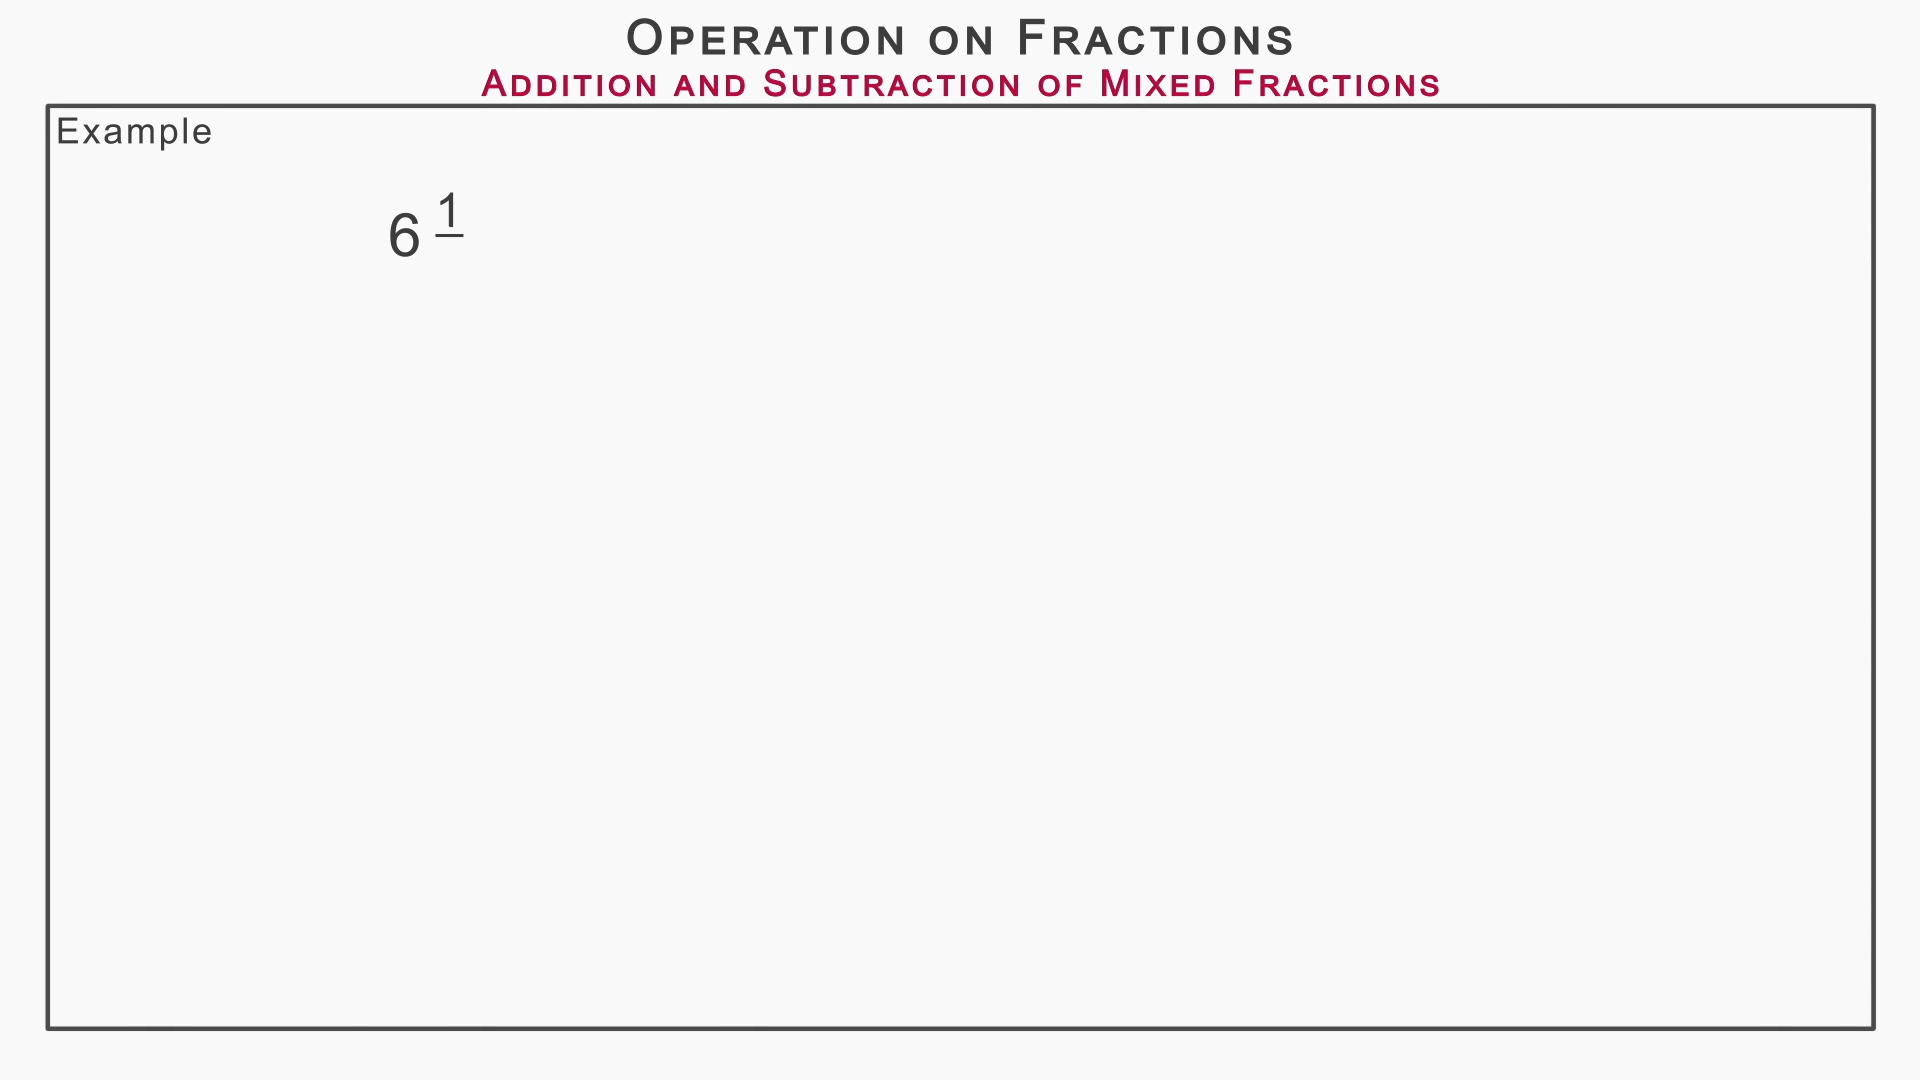 Operation on Fractions
Addition and Subtraction of Mixed Fractions
Example
6 1